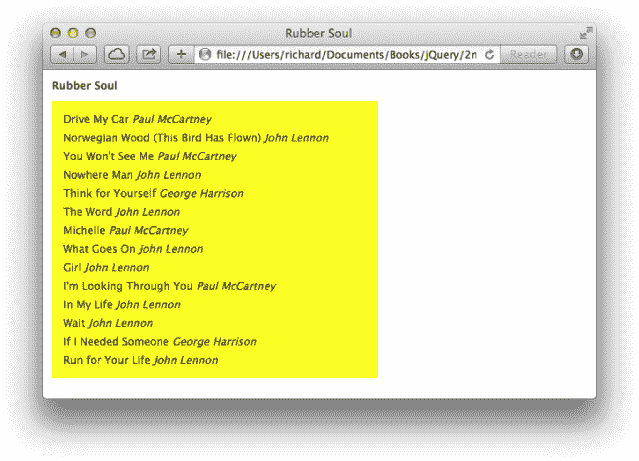 Rubber Soul
file:///Users/richard/Documents/Books/jQuery/2n
Reader
Rubber Soul
Drive My Car Paul McCartney
Norwegian Wood (This Bird Has Flown) John Lennon
You Won't See Me Paul McCartney
Nowhere Man John Lennon
Think for Yourself George Harrison
The Word John Lennon
Michelle Paul McCartney
What Goes On John Lennon
Girl John Lennon
I'm Looking Through You Paul McCartney
In My Life John Lennon
Wait John Lennon
If I Needed Someone George Harrison
Run for Your Life John Lennon